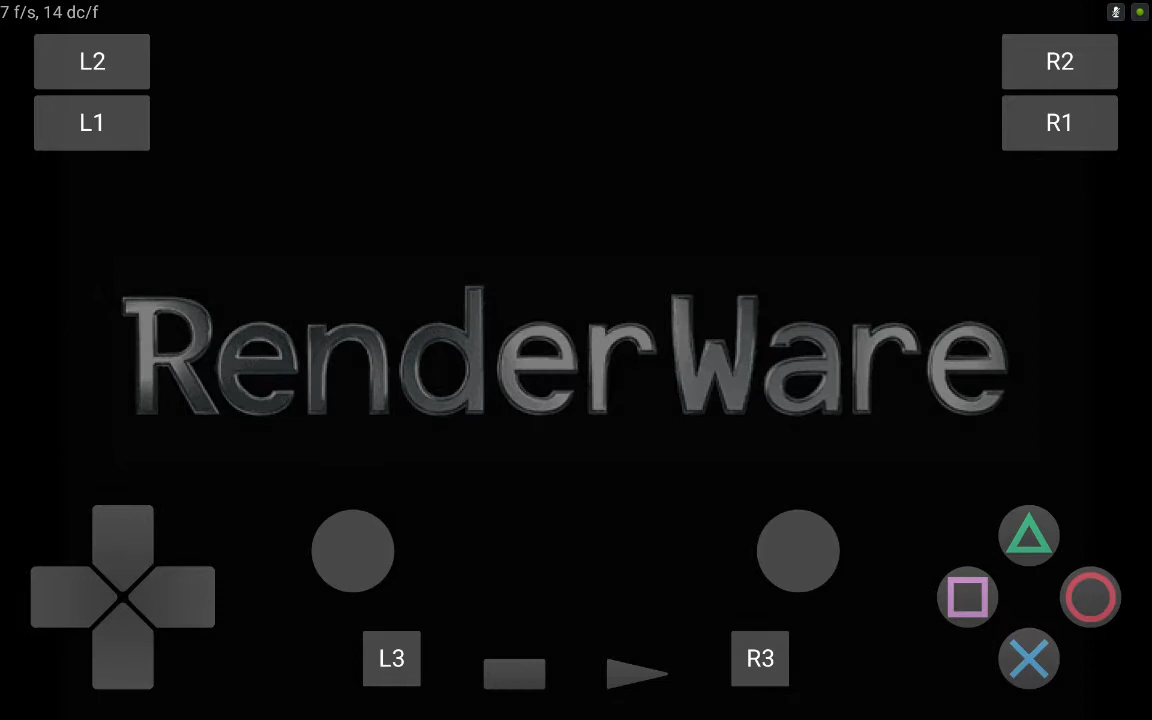 7 f/s, 14 dc/f
L2
R2
L1
R1
RenderWare
L3
R3